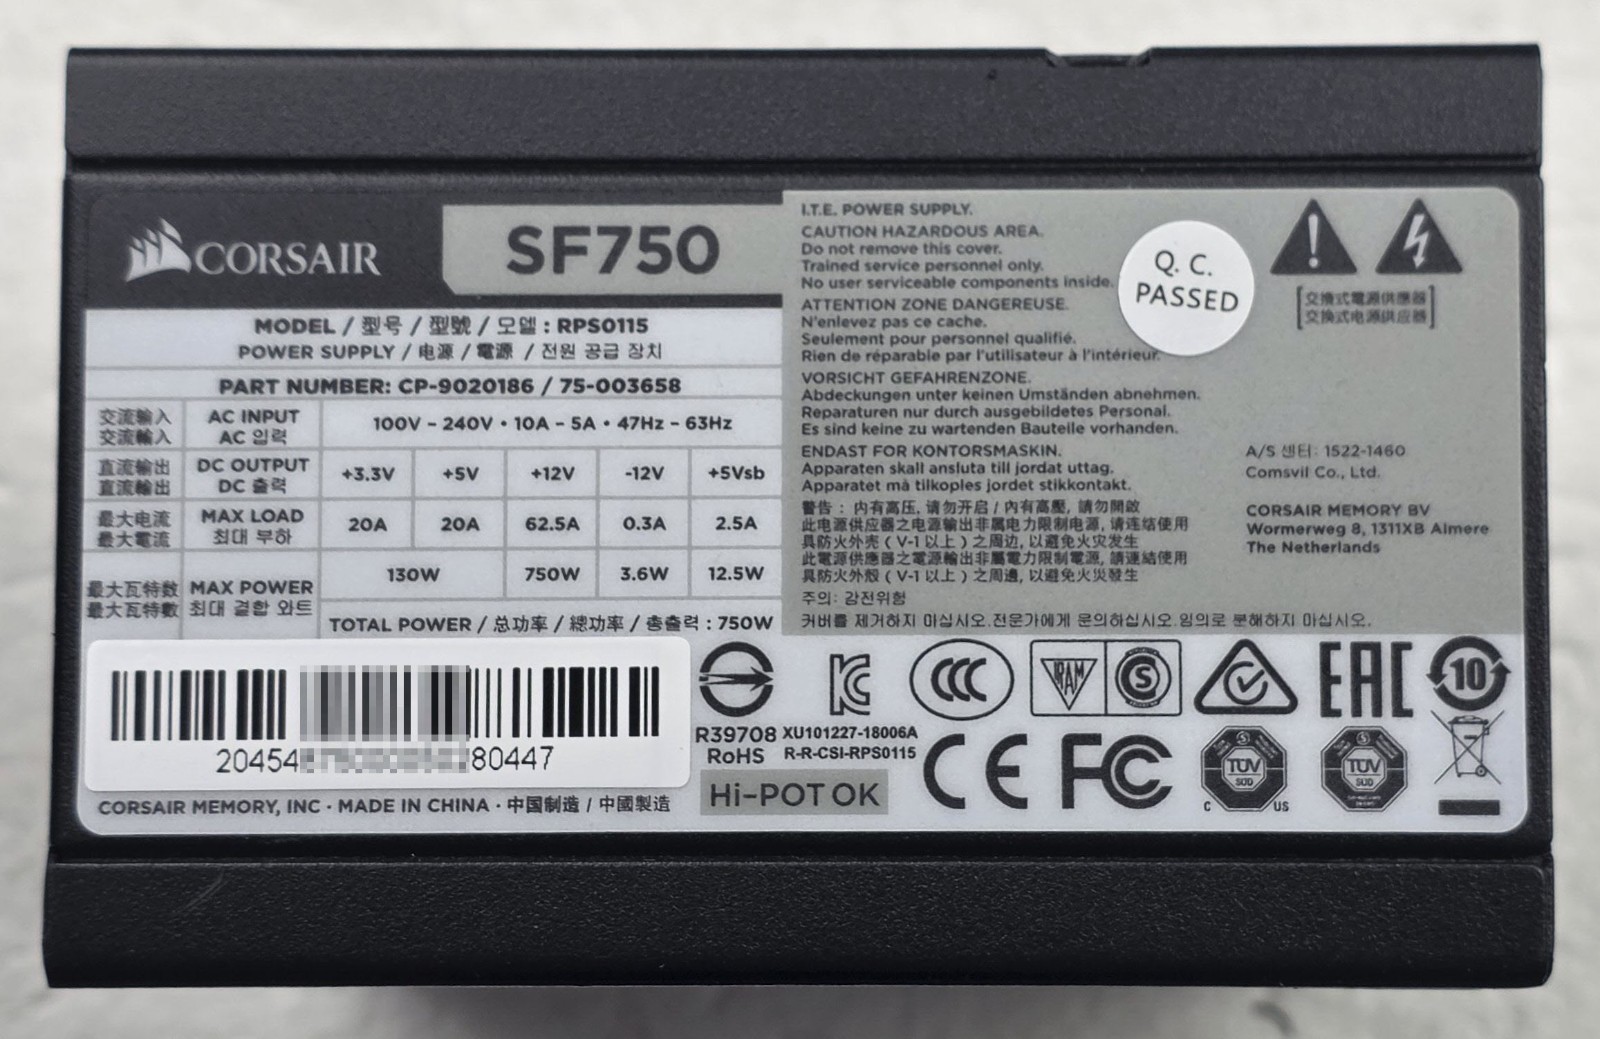 CORSAIR
SF750
MODEL / 型号 / 型號 / 모델 : RPS0115
POWER SUPPLY / 电源 / 電源 / 전원 공급 장치
PART NUMBER: CP-9020186 / 75-003658
交流输入 AC INPUT 100V - 240V • 10A - 5A • 47Hz - 63Hz
交流輸入 AC 입력
直流输出 DC OUTPUT +3.3V +5V +12V -12V +5Vsb
直流輸出 DC 출력
最大电流 MAX LOAD 20A 20A 62.5A 0.3A 2.5A
最大電流 최대 부하
最大瓦特数 MAX POWER 130W 750W 3.6W 12.5W
最大瓦特數 최대 결합 와트
TOTAL POWER / 总功率 / 總功率 / 총출력 : 750W
20454
80447
CORSAIR MEMORY, INC · MADE IN CHINA · 中国制造 / 中國製造
I.T.E. POWER SUPPLY.
CAUTION HAZARDOUS AREA.
Do not remove this cover.
Trained service personnel only.
No user serviceable components inside.
ATTENTION ZONE DANGEREUSE.
N'enlevez pas ce cache.
Seulement pour personnel qualifié.
Rien de réparable par l'utilisateur à l'intérieur.
VORSICHT GEFAHRENZONE.
Abdeckungen unter keinen Umständen abnehmen.
Reparaturen nur durch ausgebildetes Personal.
Es sind keine zu wartenden Bauteile vorhanden.
ENDAST FOR KONTORSMASKIN.
Apparaten skall ansluta till jordat uttag.
Apparatet må tilkoples jordet stikkontakt.
警告： 内有高压, 请勿开启 / 內有高壓, 請勿開啟
此电源供应器之电源输出非属电力限制电源, 请连结使用
具防火外壳 ( V-1 以上 ) 之周边, 以避免火灾发生
此電源供應器之電源輸出非屬電力限制電源, 請連結使用
具防火外殼 ( V-1 以上 ) 之周邊, 以避免火災發生
주의: 감전위험
커버를 제거하지 마십시오.전문가에게 문의하십시오.임의로 분해하지 마십시오.
Q. C.
PASSED
交換式電源供應器
交换式电源供应器
A/S 센터: 1522-1460
Comsvil Co., Ltd.
CORSAIR MEMORY BV
Wormerweg 8, 1311XB Almere
The Netherlands
R39708
RoHS
Hi-POT OK
KC
XU101227-18006A
R-R-CSI-RPS0115
CCC
IRAM
S
EAC
10
CE
FC
TÜV
SÜD
C US
TÜV
SÜD